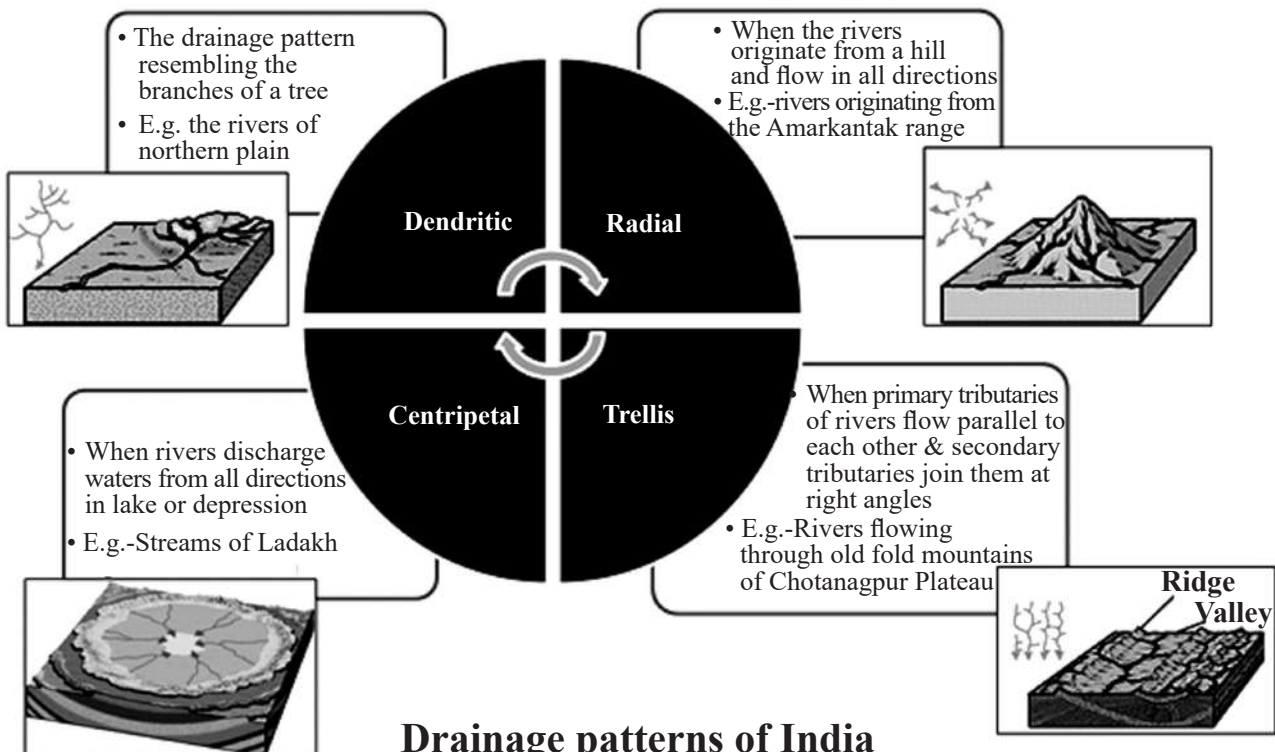 • The drainage pattern
resembling the
branches of a tree
• E.g. the rivers of
northern plain
• When the rivers
originate from a hill
and flow in all directions
• E.g.-rivers originating from
the Amarkantak range
Dendritic
Radial
Centripetal
Trellis
• When rivers discharge
waters from all directions
in lake or depression
• E.g.-Streams of Ladakh
• When primary tributaries
of rivers flow parallel to
each other & secondary
tributaries join them at
right angles
• E.g.-Rivers flowing
through old fold mountains
of Chotanagpur Plateau
Ridge
Valley
Drainage patterns of India